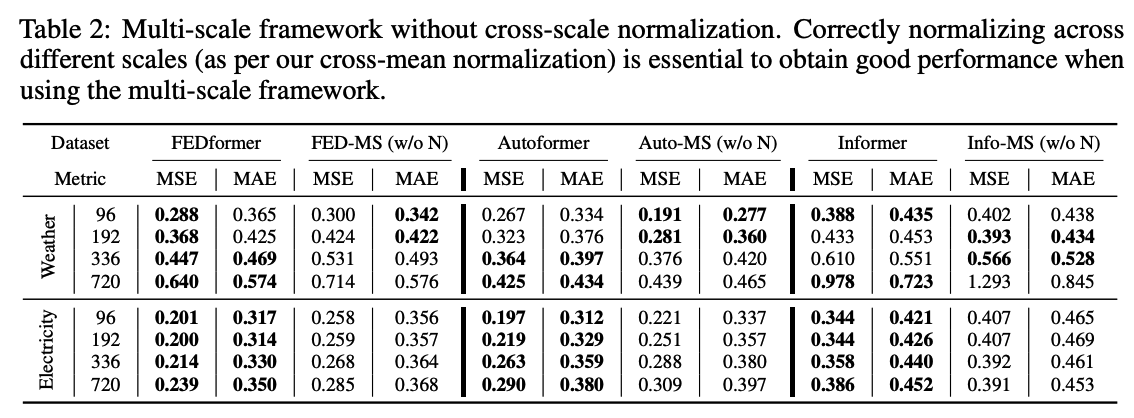 Table 2: Multi-scale framework without cross-scale normalization. Correctly normalizing across
different scales (as per our cross-mean normalization) is essential to obtain good performance when
using the multi-scale framework.
Dataset FEDformer FED-MS (w/o N) Autoformer Auto-MS (w/o N) Informer Info-MS (w/o N)
Metric MSE MAE MSE MAE MSE MAE MSE MAE MSE MAE MSE MAE
Weather
96 0.288 0.365 0.300 0.342 0.267 0.334 0.191 0.277 0.388 0.435 0.402 0.438
192 0.368 0.425 0.424 0.422 0.323 0.376 0.281 0.360 0.433 0.453 0.393 0.434
336 0.447 0.469 0.531 0.493 0.364 0.397 0.376 0.420 0.610 0.551 0.566 0.528
720 0.640 0.574 0.714 0.576 0.425 0.434 0.439 0.465 0.978 0.723 1.293 0.845
Electricity
96 0.201 0.317 0.258 0.356 0.197 0.312 0.221 0.337 0.344 0.421 0.407 0.465
192 0.200 0.314 0.259 0.357 0.219 0.329 0.251 0.357 0.344 0.426 0.407 0.469
336 0.214 0.330 0.268 0.364 0.263 0.359 0.288 0.380 0.358 0.440 0.392 0.461
720 0.239 0.350 0.285 0.368 0.290 0.380 0.309 0.397 0.386 0.452 0.391 0.453